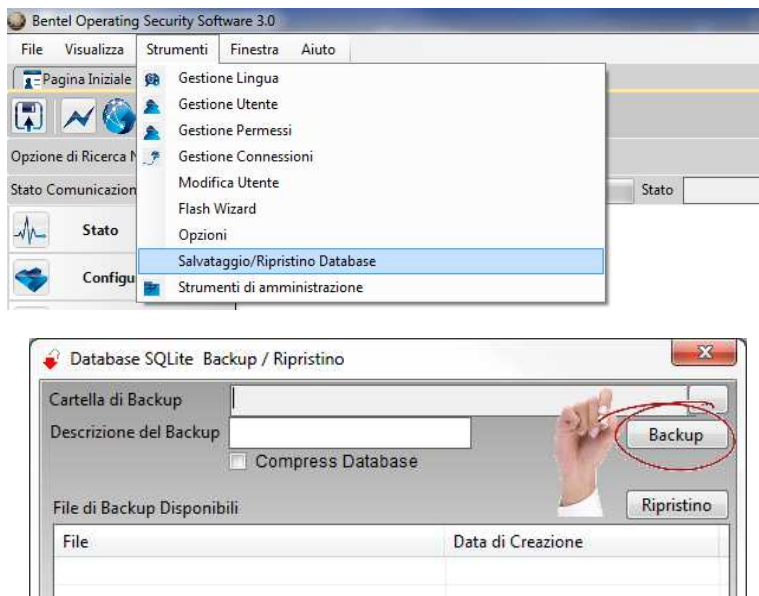 Bentel Operating Security Software 3.0
File Visualizza Strumenti Finestra Aiuto
Pagina Iniziale
Gestione Lingua
Gestione Utente
Gestione Permessi
Opzione di Ricerca
Gestione Connessioni
Stato Comunicazion
Modifica Utente
Stato
Flash Wizard
Stato
Opzioni
Salvataggio/Ripristino Database
Configu
Strumenti di amministrazione
Database SQLite Backup / Ripristino
Cartella di Backup
...
Descrizione del Backup
Backup
Compress Database
File di Backup Disponibili
Ripristino
File
Data di Creazione